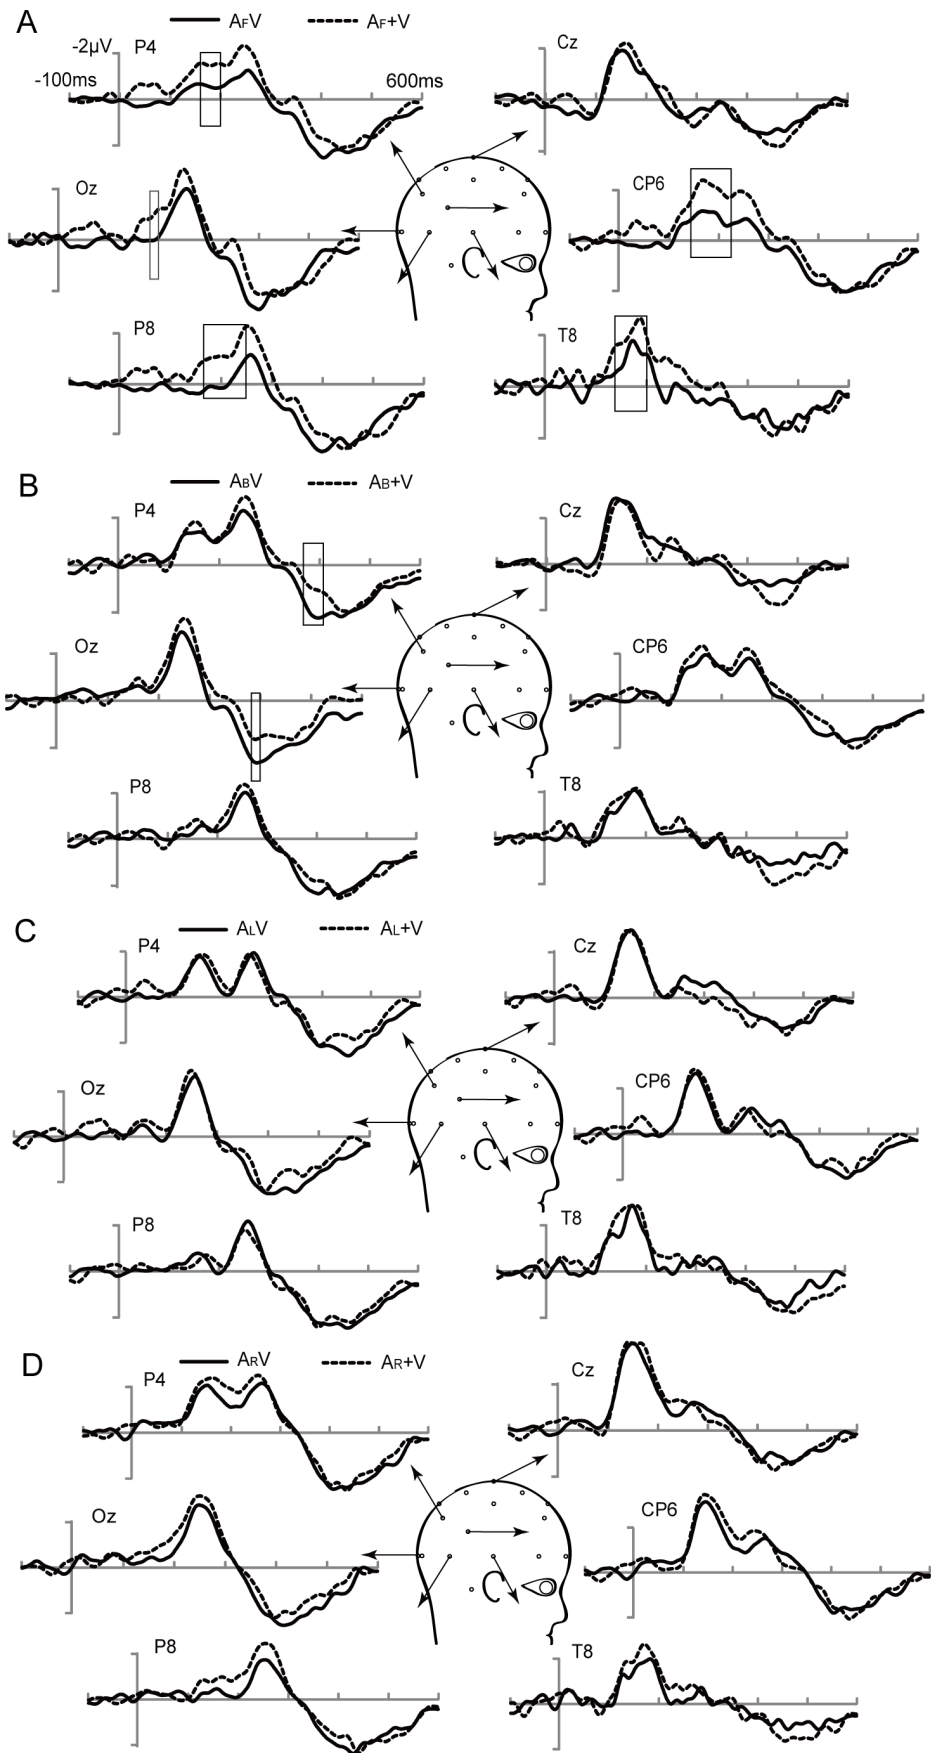 A AFV AF+V
-2μV P4 Cz
-100ms 600ms
Oz CP6
P8 T8
B ABV AB+V
P4 Cz
Oz CP6
P8 T8
C ALV AL+V
P4 Cz
Oz CP6
P8 T8
D ARV AR+V
P4 Cz
Oz CP6
P8 T8